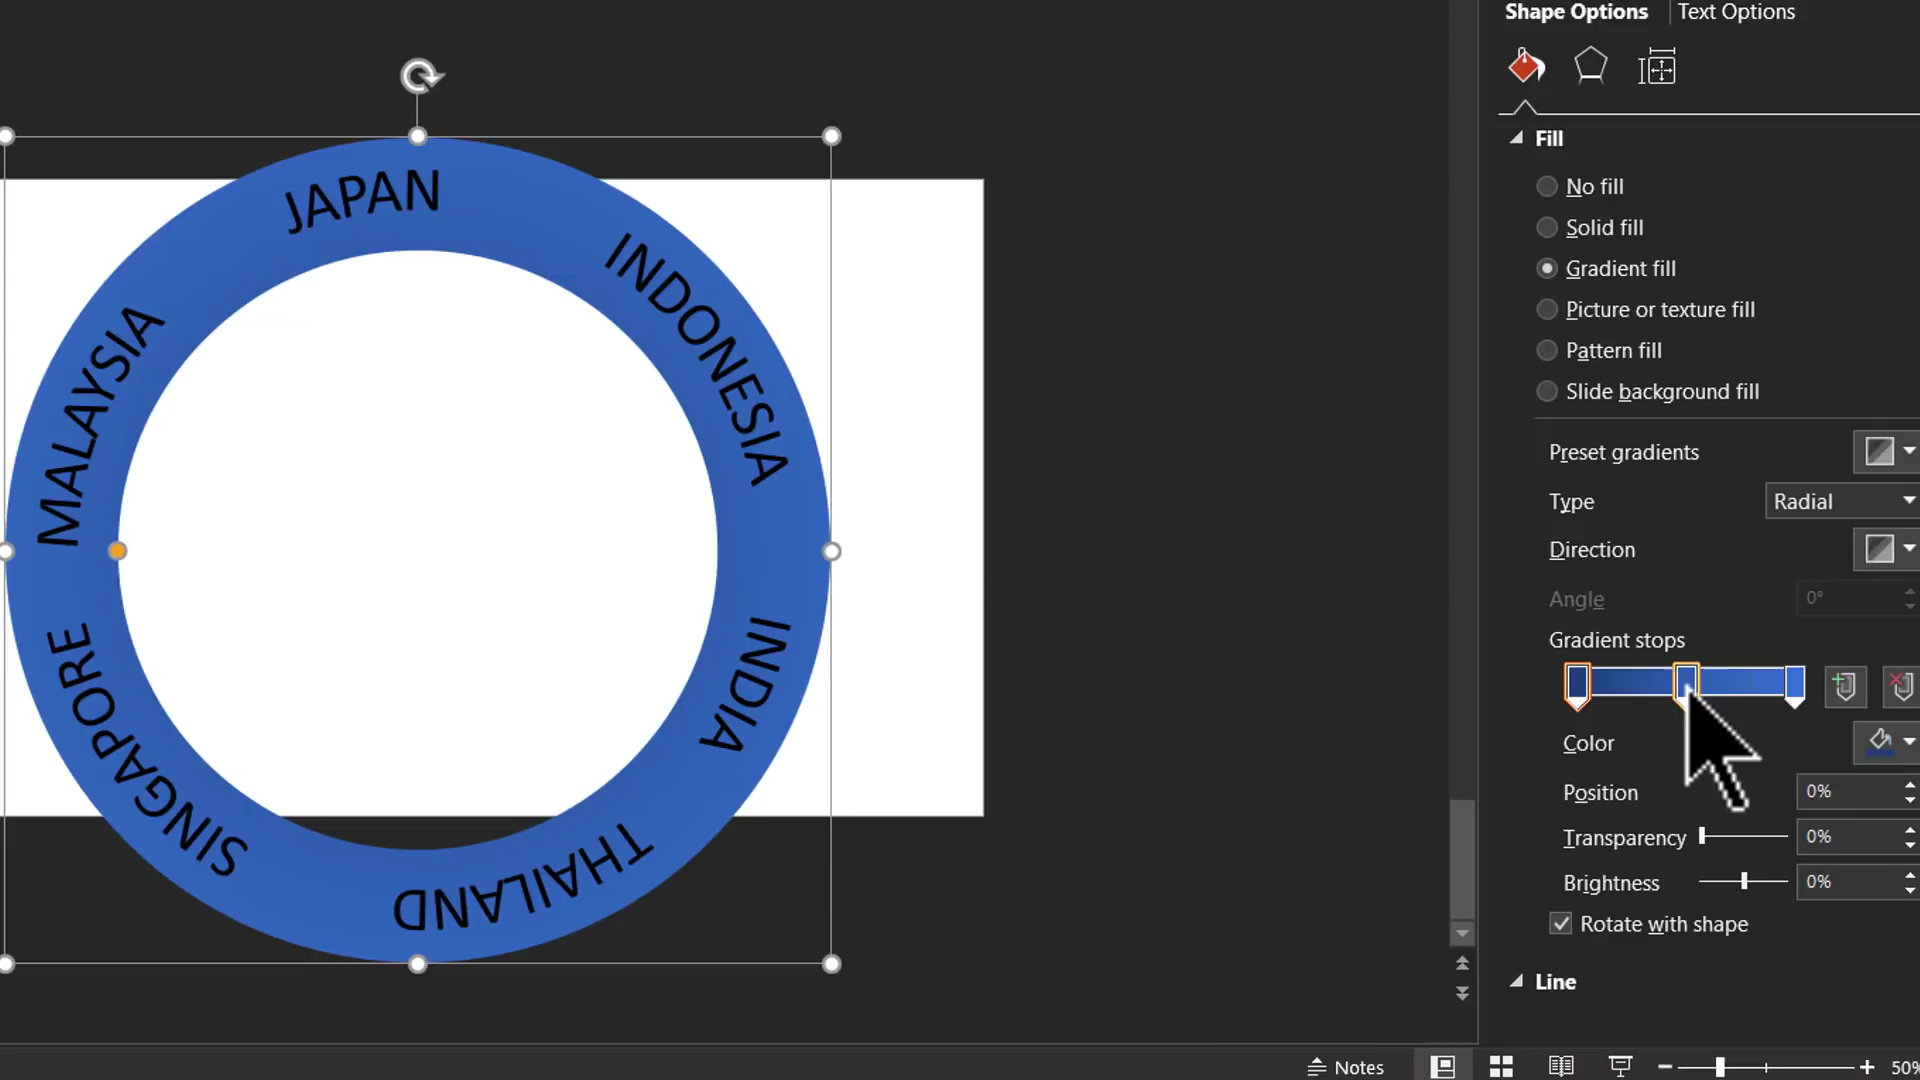 Shape Options
Text Options
Fill
No fill
Solid fill
Gradient fill
Picture or texture fill
Pattern fill
Slide background fill
Preset gradients
Type
Radial
Direction
Angle
0°
Gradient stops
Color
Position
0%
Transparency
0%
Brightness
0%
Rotate with shape
Line
JAPAN
INDONESIA
INDIA
THAILAND
SINGAPORE
MALAYSIA
Notes
50%